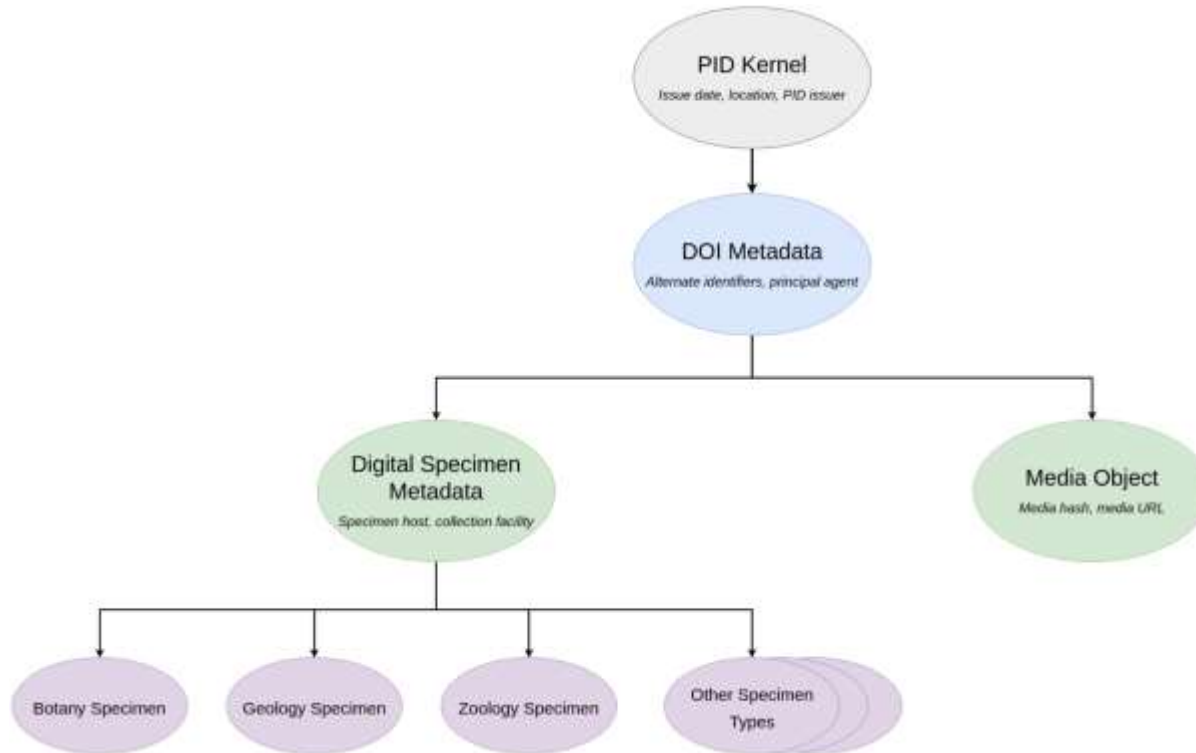 PID Kernel
Issue date, location, PID issuer
DOI Metadata
Alternate identifiers, principal agent
Digital Specimen
Metadata
Specimen host, collection facility
Media Object
Media hash, media URL
Botany Specimen
Geology Specimen
Zoology Specimen
Other Specimen
Types